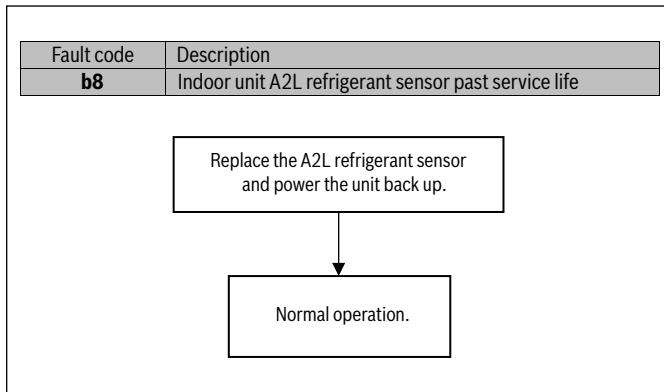 Fault code Description
b8 Indoor unit A2L refrigerant sensor past service life
Replace the A2L refrigerant sensor
and power the unit back up.
Normal operation.